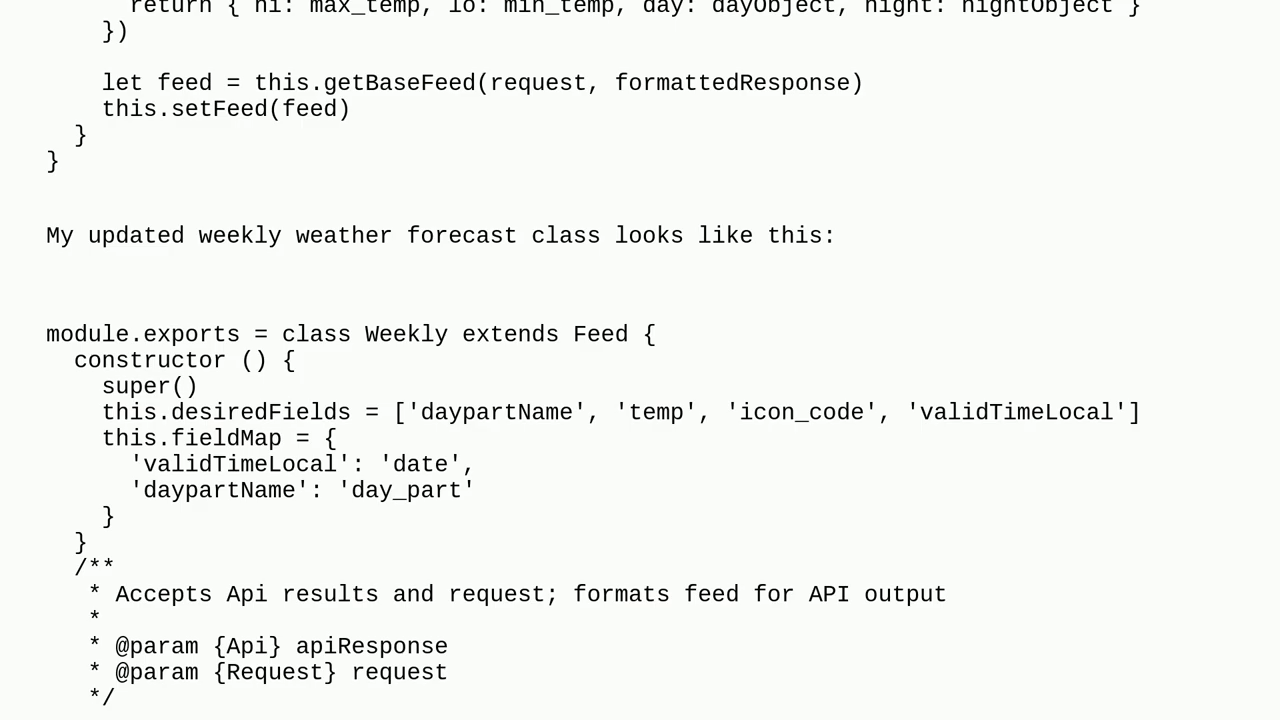 return { hi: max_temp, lo: min_temp, day: dayObject, night: nightObject }
})
let feed = this.getBaseFeed(request, formattedResponse)
this.setFeed(feed)
}
}
My updated weekly weather forecast class looks like this:
module.exports = class Weekly extends Feed {
constructor () {
super()
this.desiredFields = ['daypartName', 'temp', 'icon_code', 'validTimeLocal']
this.fieldMap = {
'validTimeLocal': 'date',
'daypartName': 'day_part'
}
}
/**
* Accepts Api results and request; formats feed for API output
*
* @param {Api} apiResponse
* @param {Request} request
*/